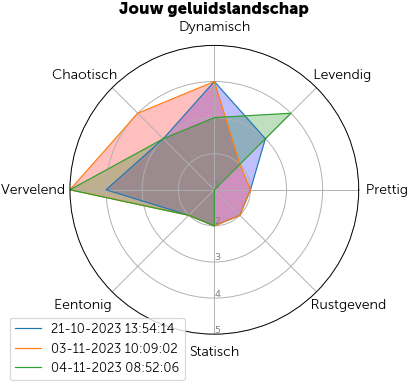 Jouw geluidslandschap
Dynamisch
Chaotisch
Levendig
Vervelend
Prettig
2
3
4
5
Eentonig
Rustgevend
Statisch
21-10-2023 13:54:14
03-11-2023 10:09:02
04-11-2023 08:52:06